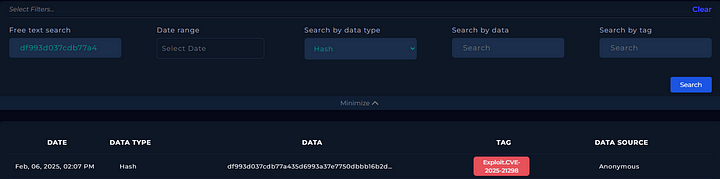 Select Filters... Clear
Free text search Date range Search by data type Search by data Search by tag
df993d037cdb77a4 Select Date Hash Search Search
Search
Minimize
DATE DATA TYPE DATA TAG DATA SOURCE
Feb, 06, 2025, 02:07 PM Hash df993d037cdb77a435d6993a37e7750dbbb16b2d... Exploit.CVE-
2025-21298 Anonymous